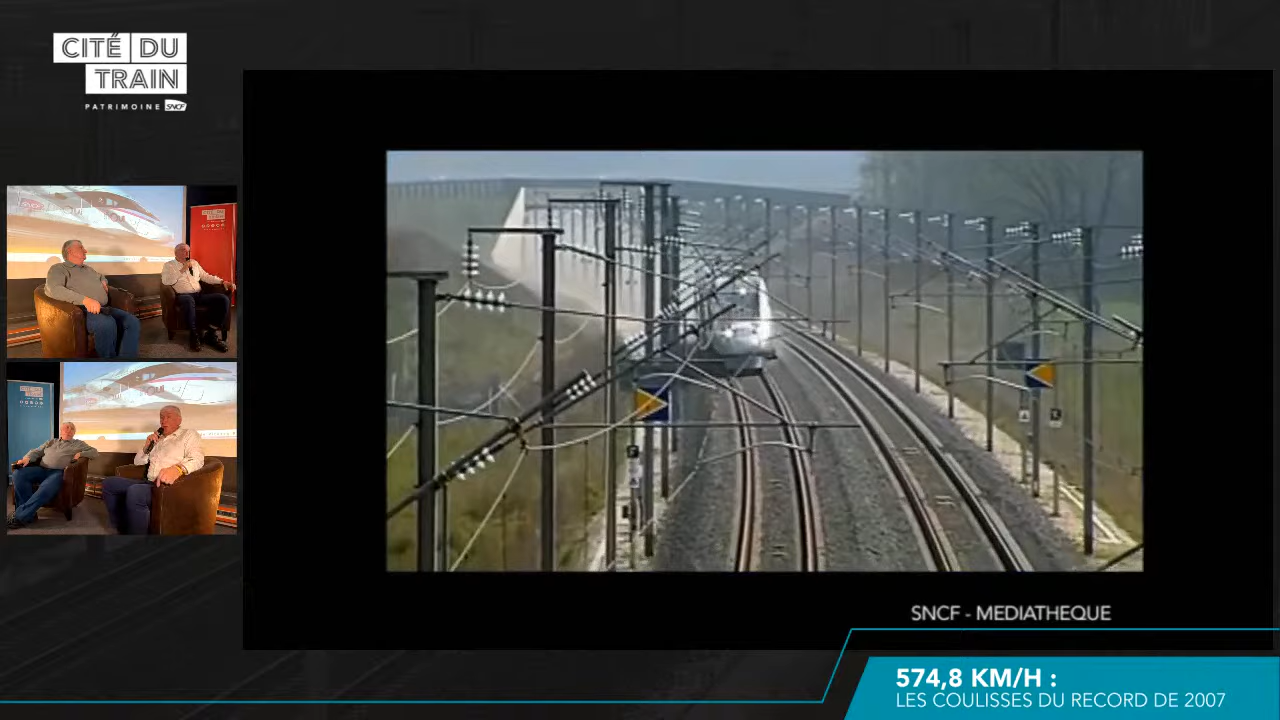 CITÉ DU
TRAIN
PATRIMOINE SNCF
SNCF - MEDIATHEQUE
574,8 KM/H :
LES COULISSES DU RECORD DE 2007